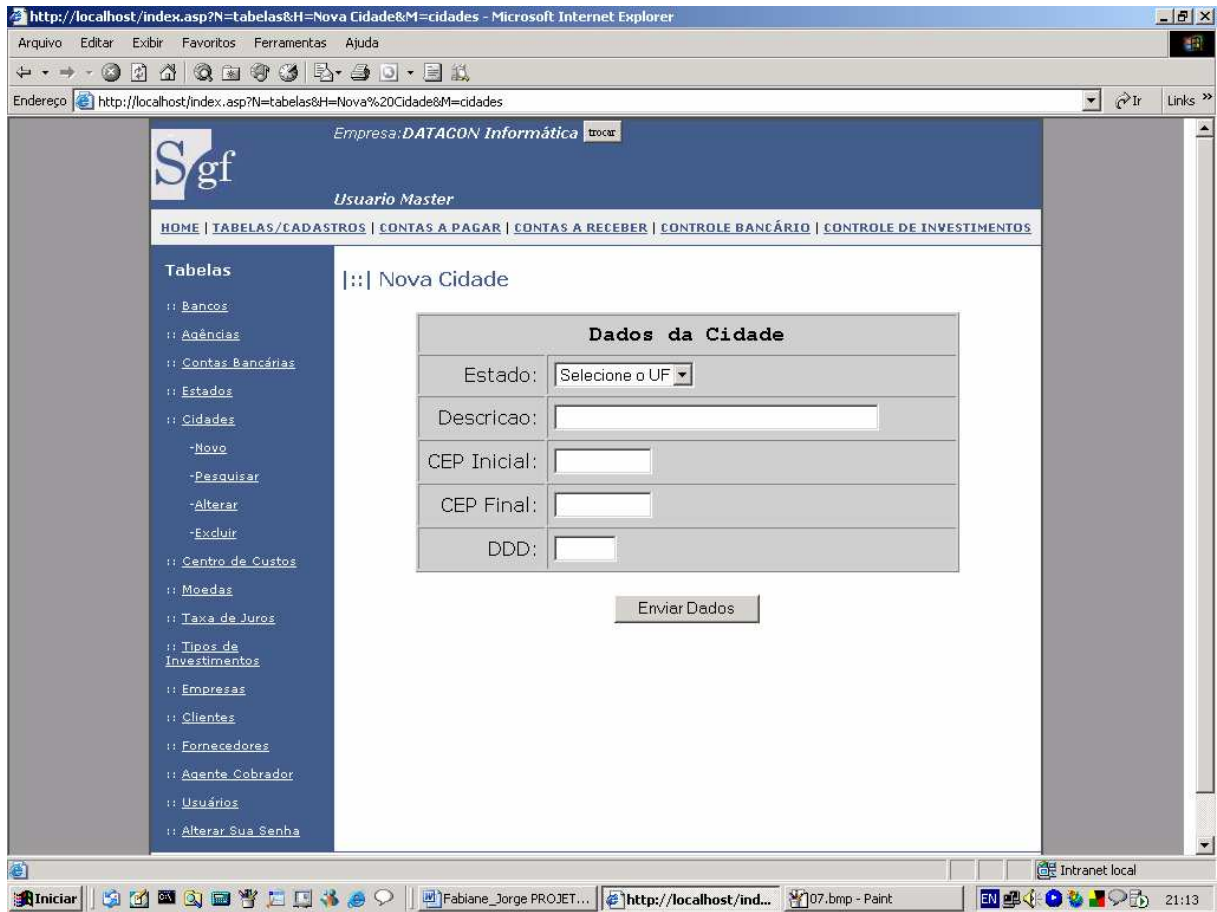 http://localhost/index.asp?N=tabelas&H=Nova Cidade&M=cidades - Microsoft Internet Explorer
Arquivo Editar Exibir Favoritos Ferramentas Ajuda
Endereço http://localhost/index.asp?N=tabelas&H=Nova%20Cidade&M=cidades Ir Links »
Sgf
Empresa:DATACON Informática trocar
Usuario Master
HOME | TABELAS/CADASTROS | CONTAS A PAGAR | CONTAS A RECEBER | CONTROLE BANCÁRIO | CONTROLE DE INVESTIMENTOS
Tabelas
:: Bancos
:: Agências
:: Contas Bancárias
:: Estados
:: Cidades
-Novo
-Pesquisar
-Alterar
-Excluir
:: Centro de Custos
:: Moedas
:: Taxa de Juros
:: Tipos de
Investimentos
:: Empresas
:: Clientes
:: Fornecedores
:: Agente Cobrador
:: Usuários
:: Alterar Sua Senha
|::| Nova Cidade
Dados da Cidade
Estado: Selecione o UF
Descricao:
CEP Inicial:
CEP Final:
DDD:
Enviar Dados
Intranet local
Iniciar Fabiane_Jorge PROJET... http://localhost/ind... 07.bmp - Paint EN 21:13